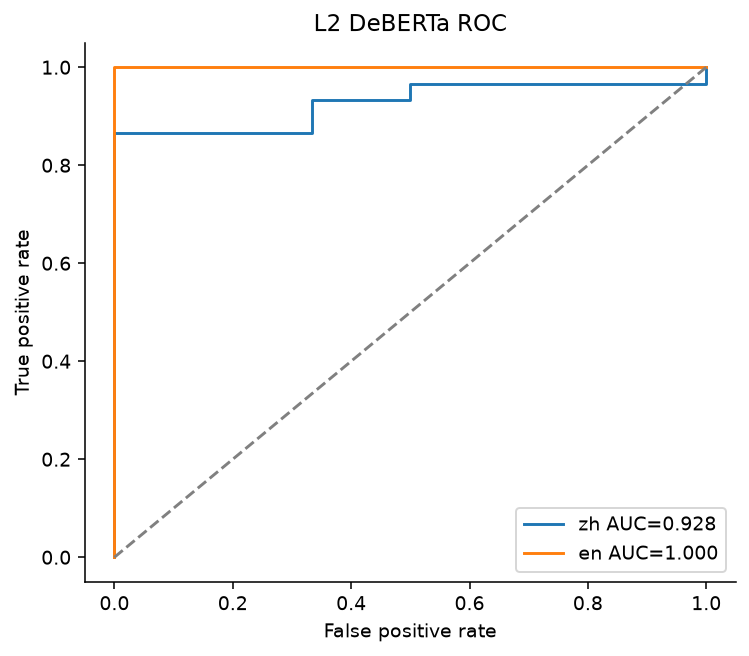 L2 DeBERTa ROC
True positive rate
1.0
0.8
0.6
0.4
0.2
0.0
zh AUC=0.928
en AUC=1.000
0.0 0.2 0.4 0.6 0.8 1.0
False positive rate